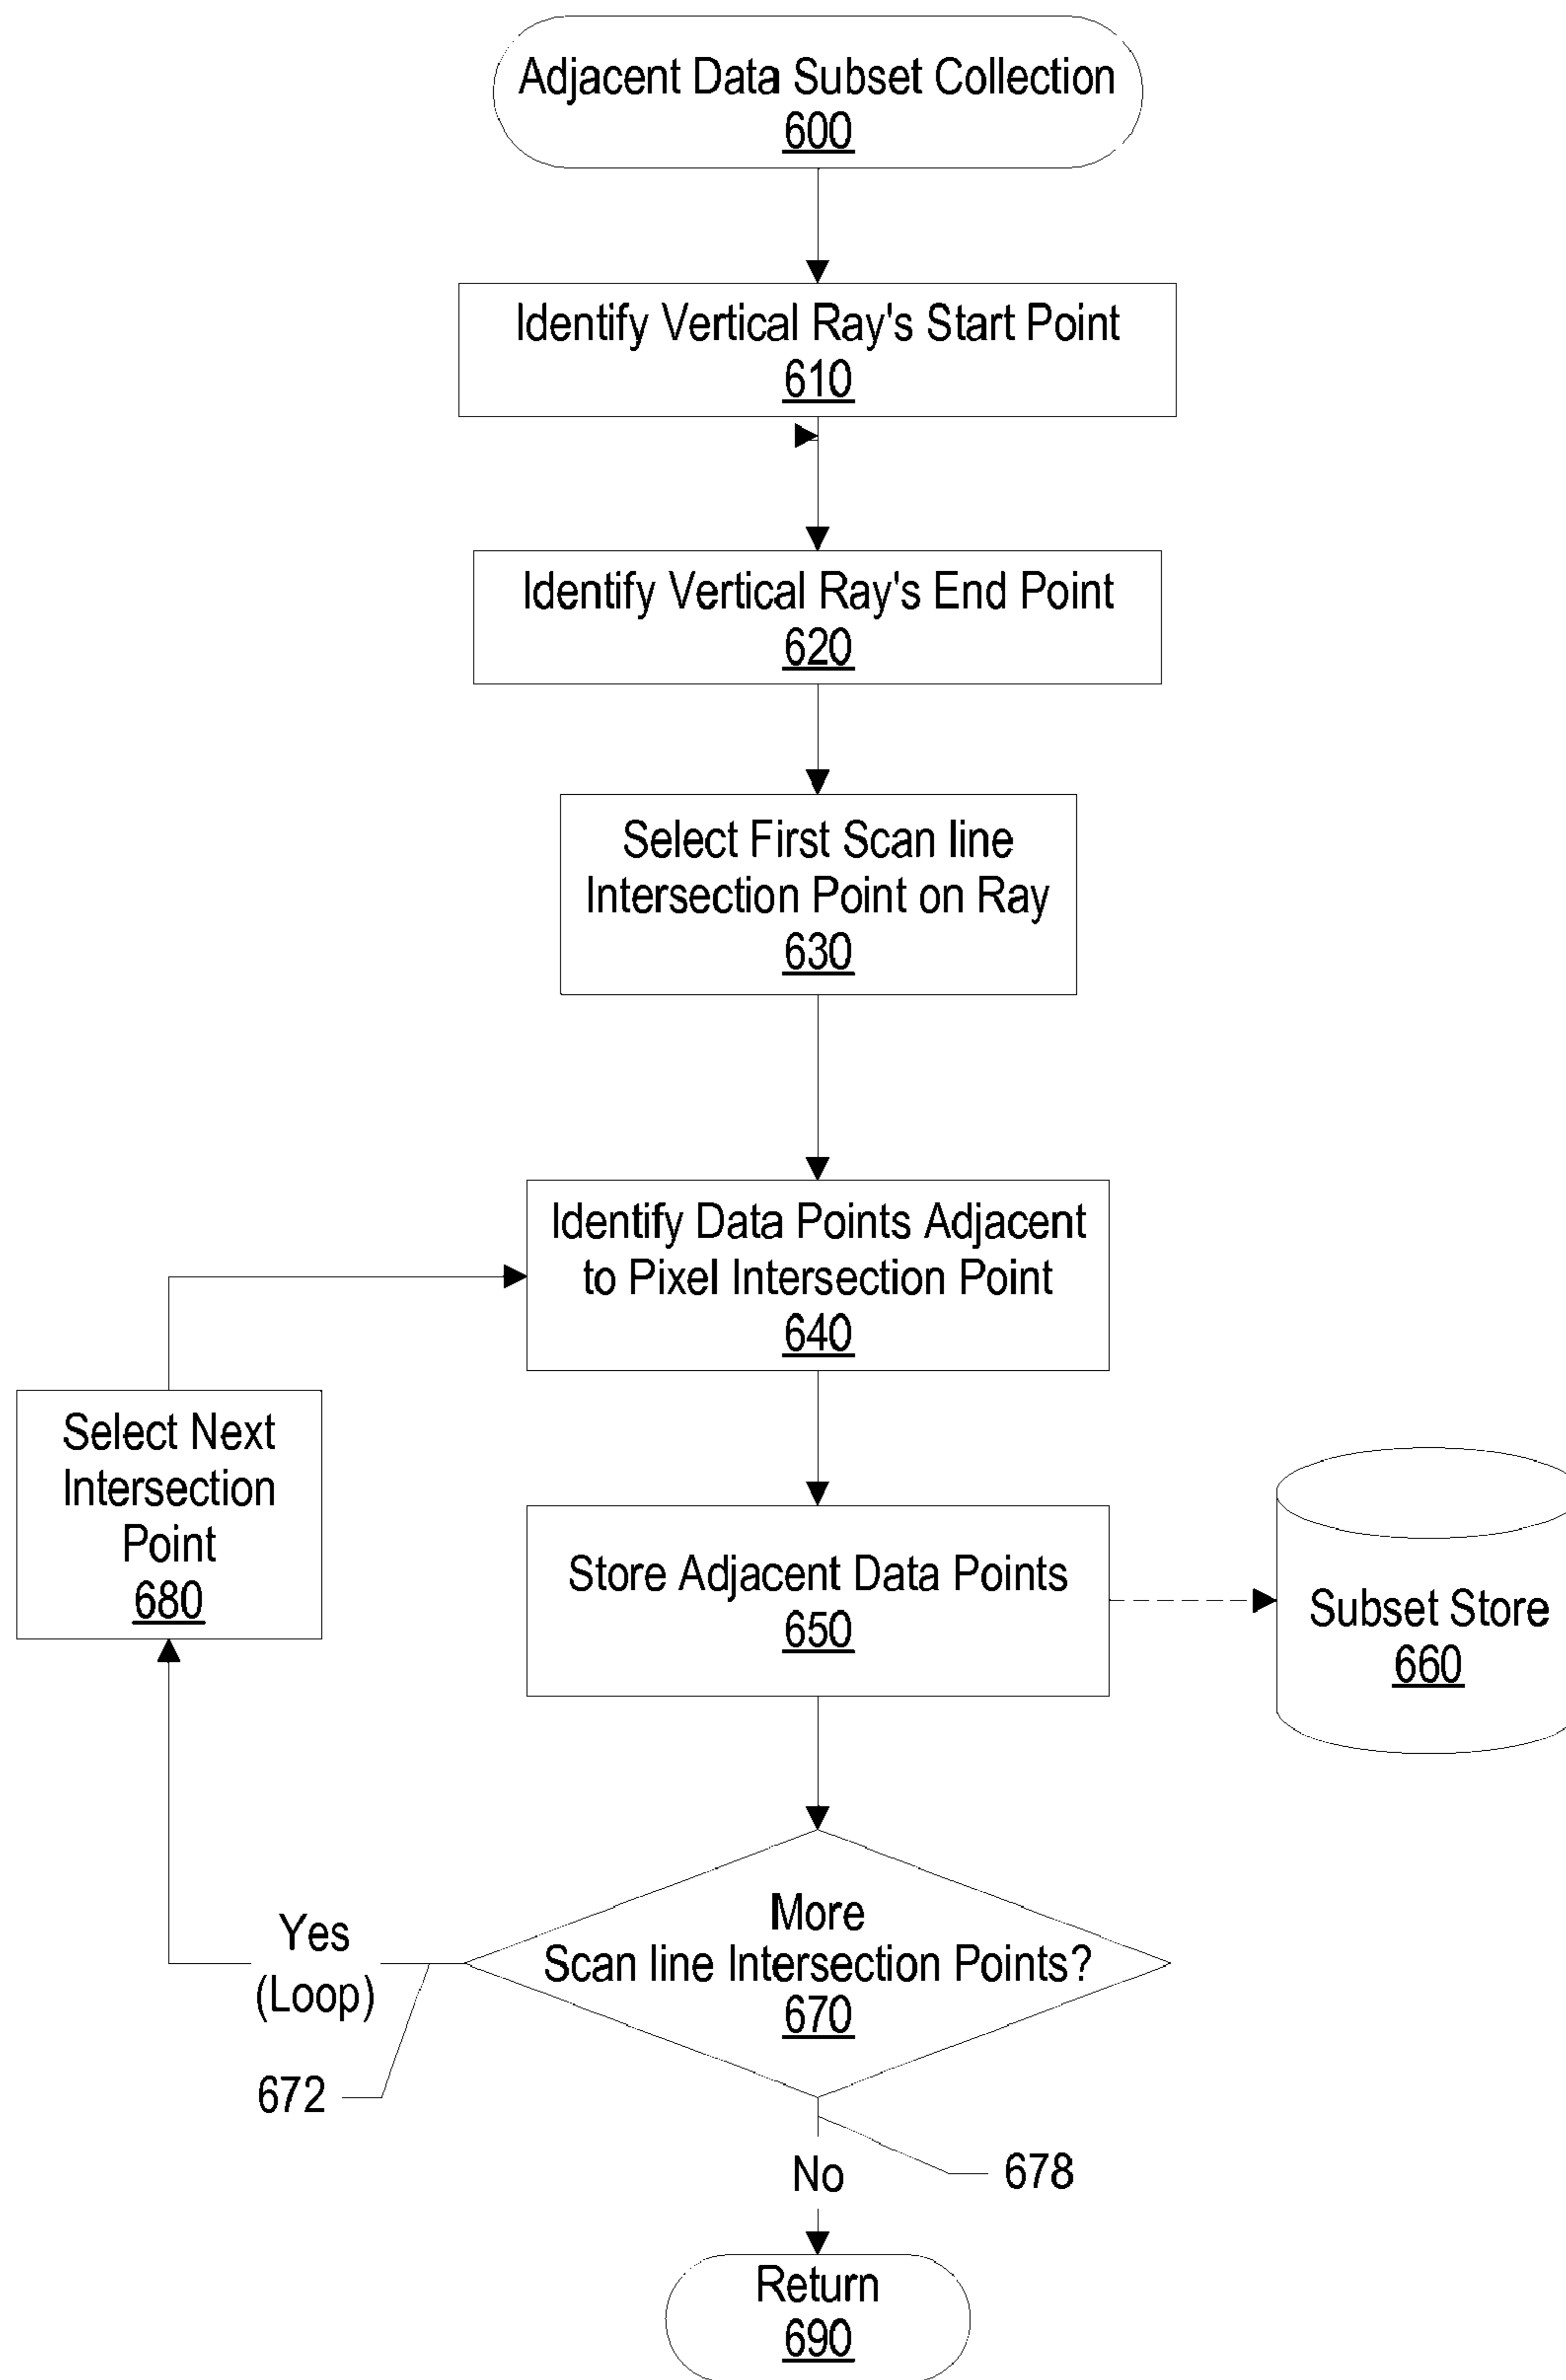 Adjacent Data Subset Collection
600
Identify Vertical Ray's Start Point
610
Identify Vertical Ray's End Point
620
Select First Scan line
Intersection Point on Ray
630
Identify Data Points Adjacent
to Pixel Intersection Point
640
Select Next
Intersection
Point
680
Store Adjacent Data Points
650
Subset Store
660
More
Scan line Intersection Points?
670
Yes
(Loop)
672
678
No
Return
690